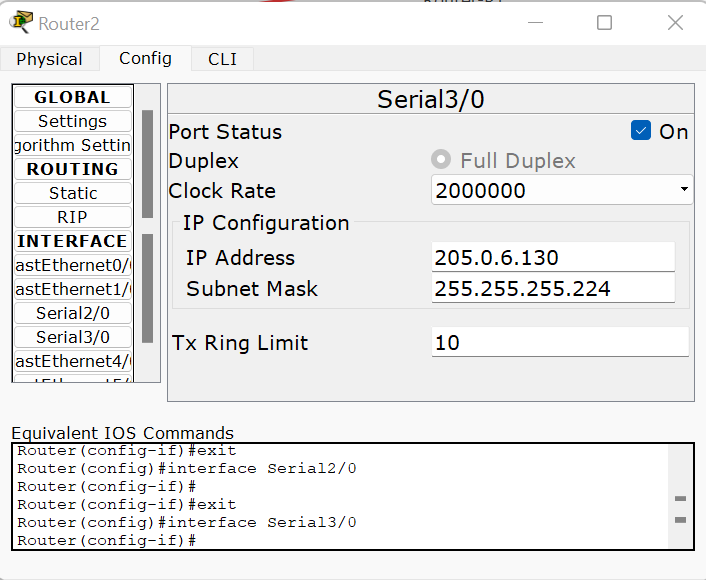 Router2
Physical
Config
CLI
GLOBAL
Settings
gorithm Settin
ROUTING
Static
RIP
INTERFACE
astEthernet0/
astEthernet1/
Serial2/0
Serial3/0
astEthernet4/
Serial3/0
Port Status
On
Duplex
Full Duplex
Clock Rate
2000000
IP Configuration
IP Address
205.0.6.130
Subnet Mask
255.255.255.224
Tx Ring Limit
10
Equivalent IOS Commands
Router(config-if)#exit
Router(config)#interface Serial2/0
Router(config-if)#
Router(config-if)#exit
Router(config)#interface Serial3/0
Router(config-if)#